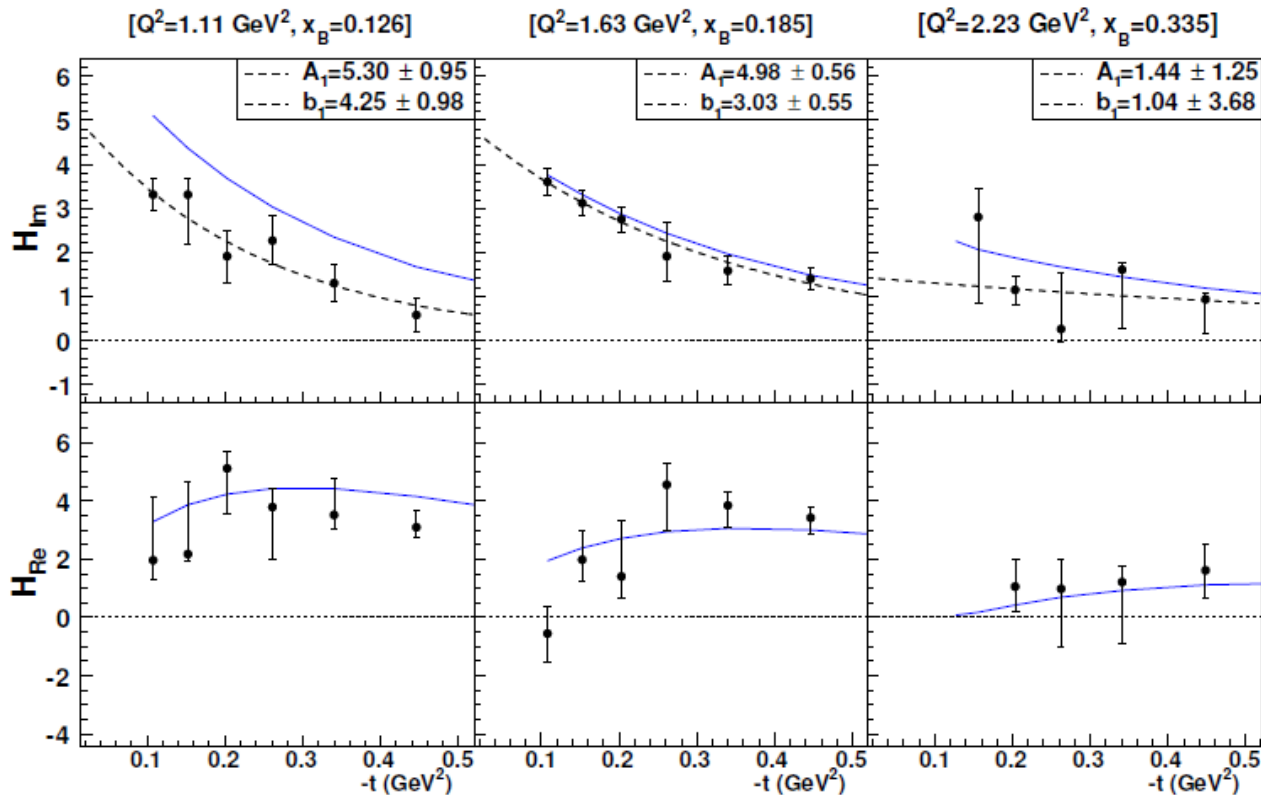 [Q²=1.11 GeV², x_B=0.126] [Q²=1.63 GeV², x_B=0.185] [Q²=2.23 GeV², x_B=0.335]
A₁=5.30 ± 0.95 A₁=4.98 ± 0.56 A₁=1.44 ± 1.25
b₁=4.25 ± 0.98 b₁=3.03 ± 0.55 b₁=1.04 ± 3.68
H_Im
6
5
4
3
2
1
0
-1
H_Re
6
4
2
0
-2
-4
0.1 0.2 0.3 0.4 0.5 0.1 0.2 0.3 0.4 0.5 0.1 0.2 0.3 0.4 0.5
-t (GeV²) -t (GeV²) -t (GeV²)